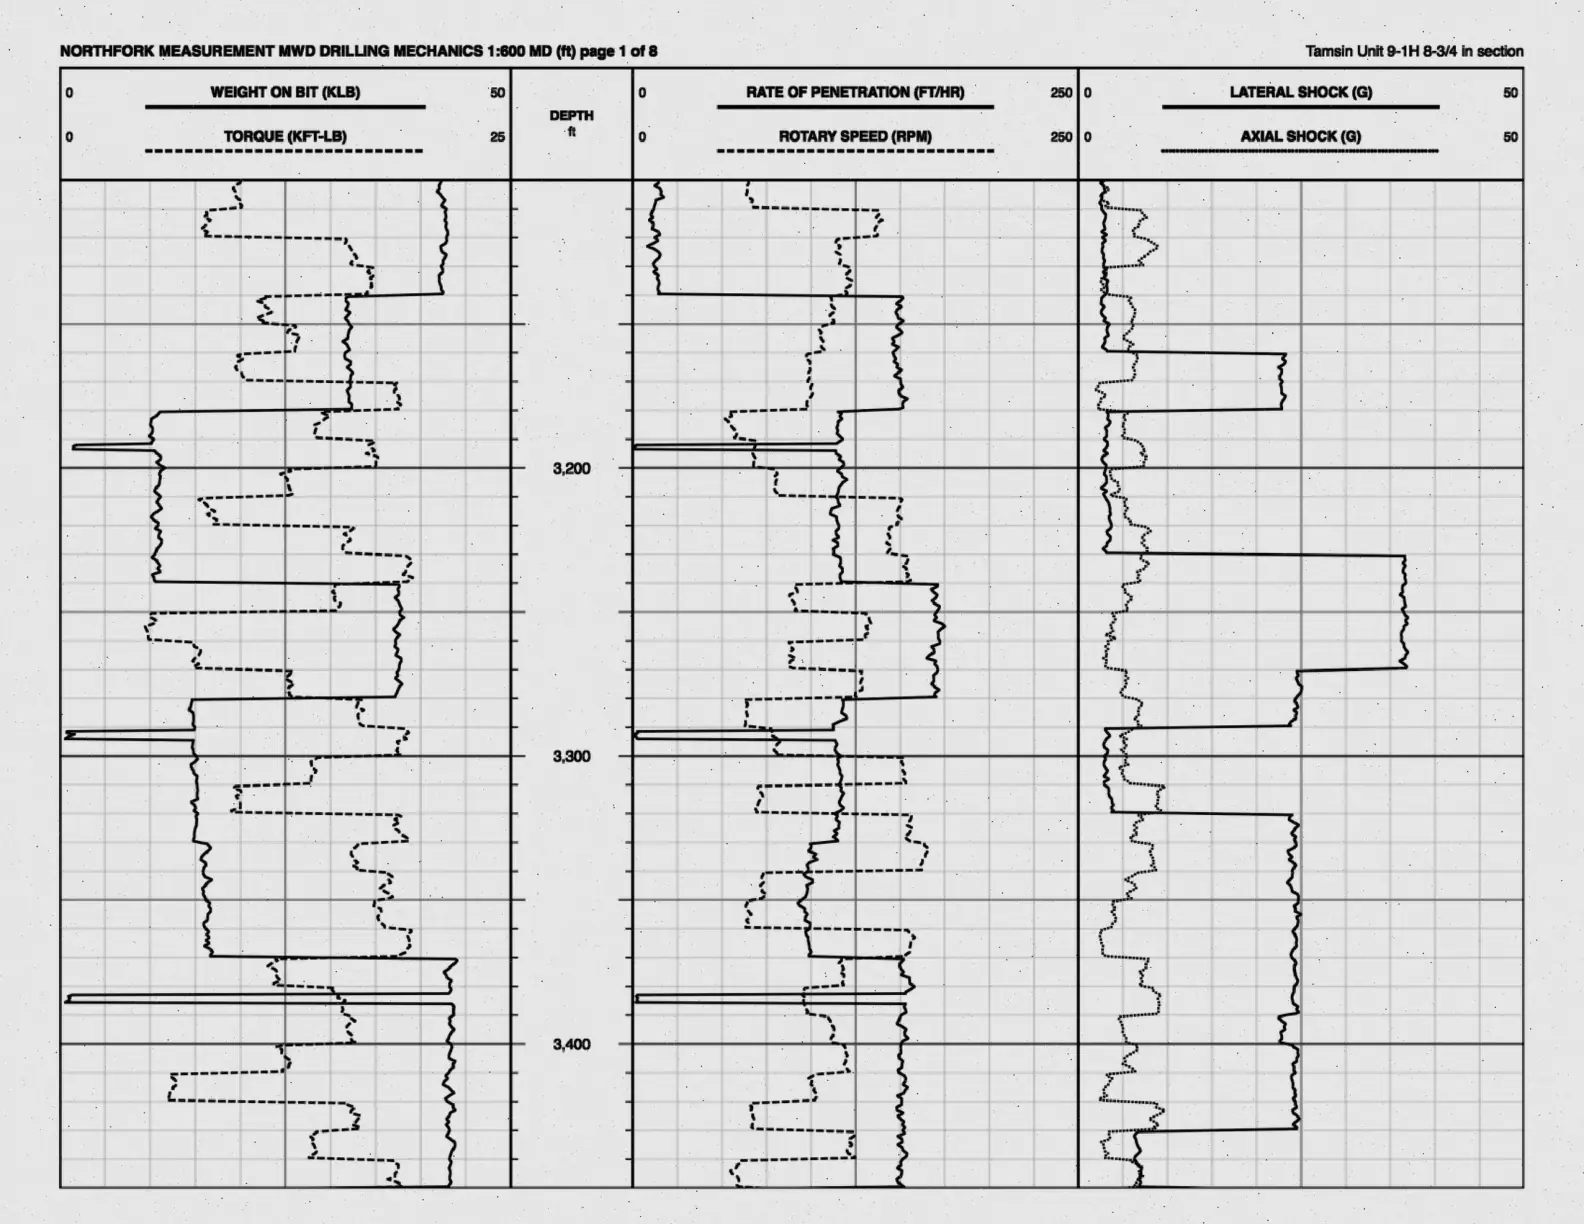 NORTHFORK MEASUREMENT MWD DRILLING MECHANICS 1:600 MD (ft) page 1 of 8
Tamsin Unit 9-1H 8-3/4 in section
0 WEIGHT ON BIT (KLB) 50
0 TORQUE (KFT-LB) 25
DEPTH
ft
0 RATE OF PENETRATION (FT/HR) 250
0 ROTARY SPEED (RPM) 250
0 LATERAL SHOCK (G) 50
0 AXIAL SHOCK (G) 50
3,200
3,300
3,400